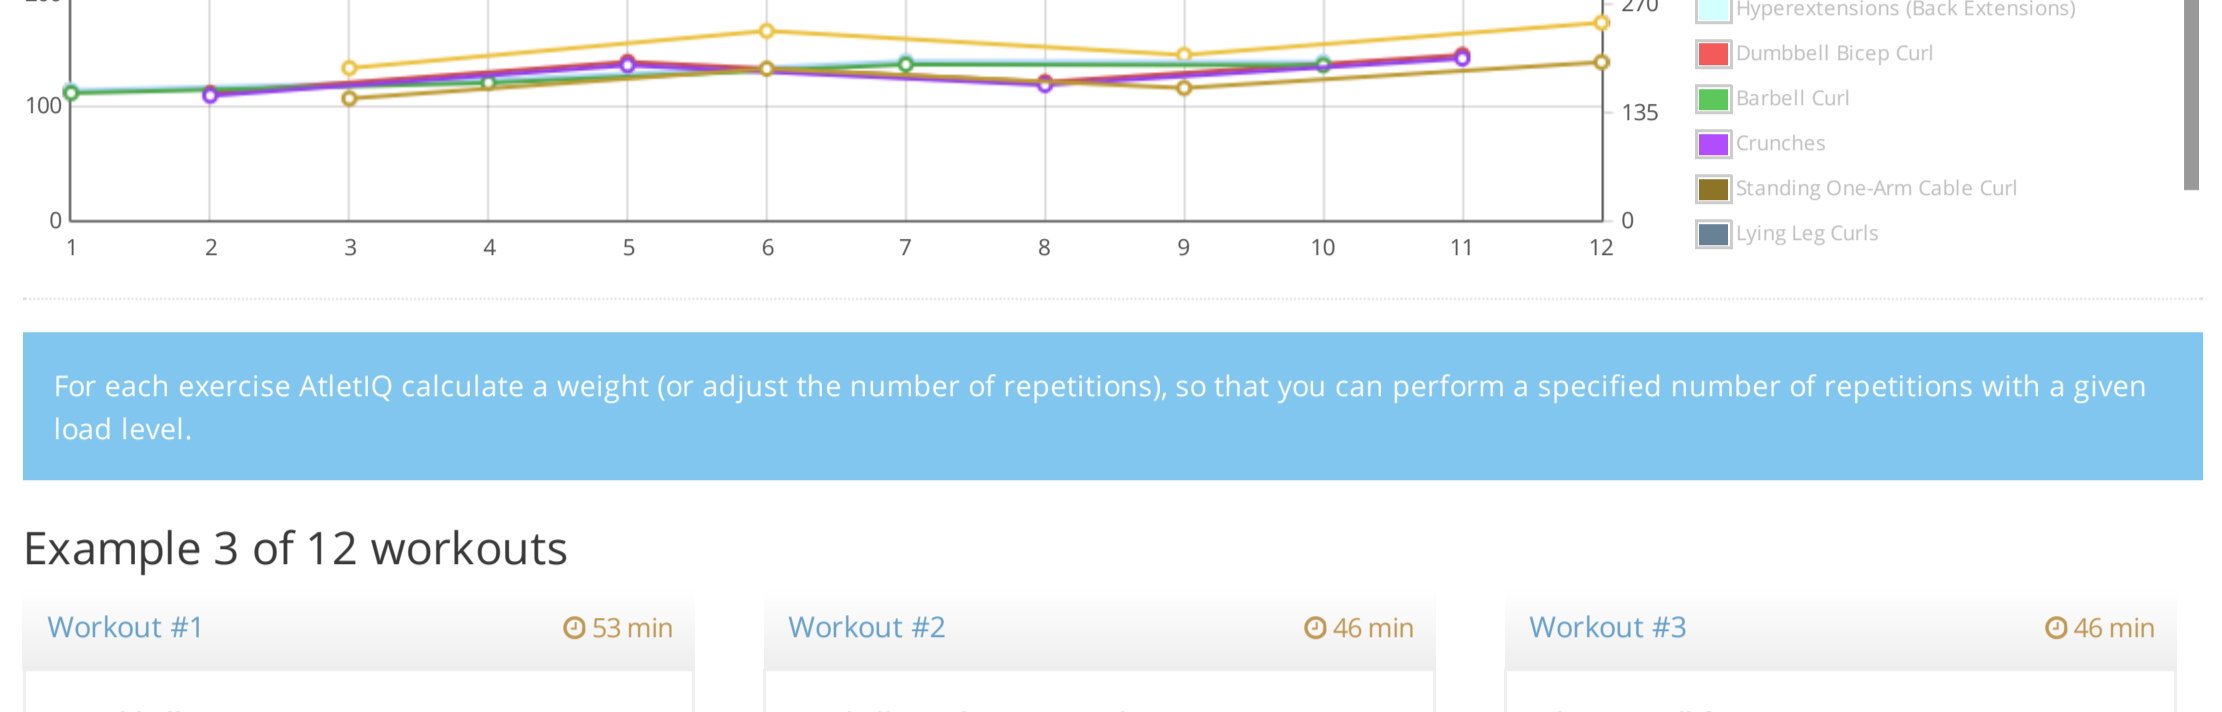 270
Hyperextensions (Back Extensions)
Dumbbell Bicep Curl
Barbell Curl
Crunches
Standing One-Arm Cable Curl
Lying Leg Curls
100
135
0
0
1 2 3 4 5 6 7 8 9 10 11 12
For each exercise AtletIQ calculate a weight (or adjust the number of repetitions), so that you can perform a specified number of repetitions with a given
load level.
Example 3 of 12 workouts
Workout #1 53 min
Workout #2 46 min
Workout #3 46 min